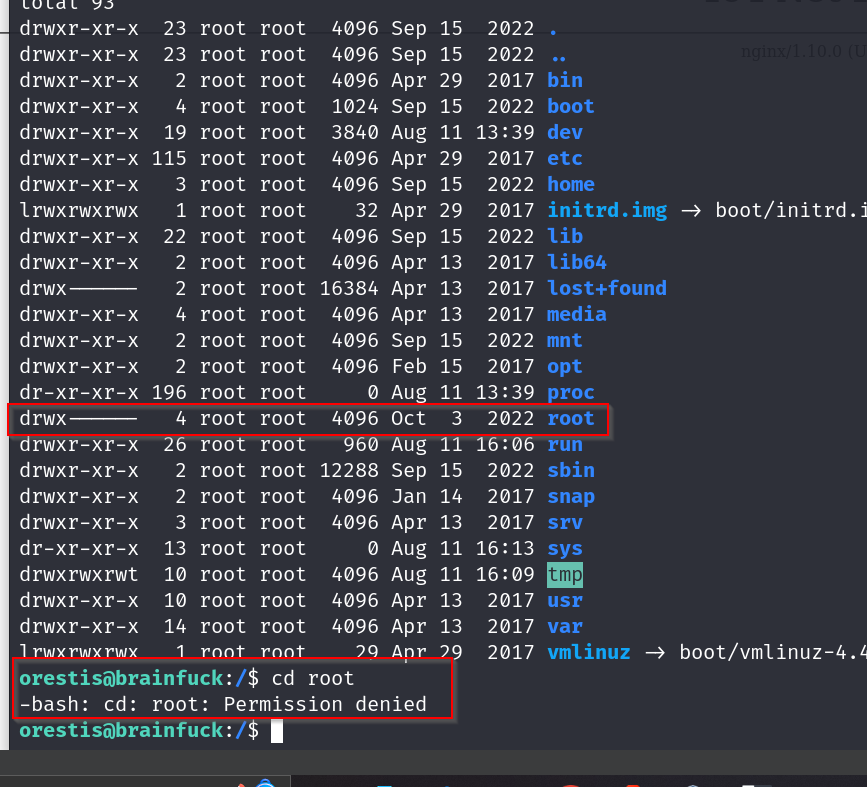 total 93
drwxr-xr-x  23 root root  4096 Sep 15  2022 .
drwxr-xr-x  23 root root  4096 Sep 15  2022 ..
nginx/1.10.0 (U
drwxr-xr-x   2 root root  4096 Apr 29  2017 bin
drwxr-xr-x   4 root root  1024 Sep 15  2022 boot
drwxr-xr-x  19 root root  3840 Aug 11 13:39 dev
drwxr-xr-x 115 root root  4096 Apr 29  2017 etc
drwxr-xr-x   3 root root  4096 Sep 15  2022 home
lrwxrwxrwx   1 root root    32 Apr 29  2017 initrd.img → boot/initrd.i
drwxr-xr-x  22 root root  4096 Sep 15  2022 lib
drwxr-xr-x   2 root root  4096 Apr 13  2017 lib64
drwx------   2 root root 16384 Apr 13  2017 lost+found
drwxr-xr-x   4 root root  4096 Apr 13  2017 media
drwxr-xr-x   2 root root  4096 Sep 15  2022 mnt
drwxr-xr-x   2 root root  4096 Feb 15  2017 opt
dr-xr-xr-x 196 root root     0 Aug 11 13:39 proc
drwx------   4 root root  4096 Oct  3  2022 root
drwxr-xr-x  26 root root   960 Aug 11 16:06 run
drwxr-xr-x   2 root root 12288 Sep 15  2022 sbin
drwxr-xr-x   2 root root  4096 Jan 14  2017 snap
drwxr-xr-x   3 root root  4096 Apr 13  2017 srv
dr-xr-xr-x  13 root root     0 Aug 11 16:13 sys
drwxrwxrwt  10 root root  4096 Aug 11 16:09 tmp
drwxr-xr-x  10 root root  4096 Apr 13  2017 usr
drwxr-xr-x  14 root root  4096 Apr 13  2017 var
lrwxrwxrwx   1 root root    29 Apr 29  2017 vmlinuz → boot/vmlinuz-4.4
orestis@brainfuck:/$ cd root
-bash: cd: root: Permission denied
orestis@brainfuck:/$